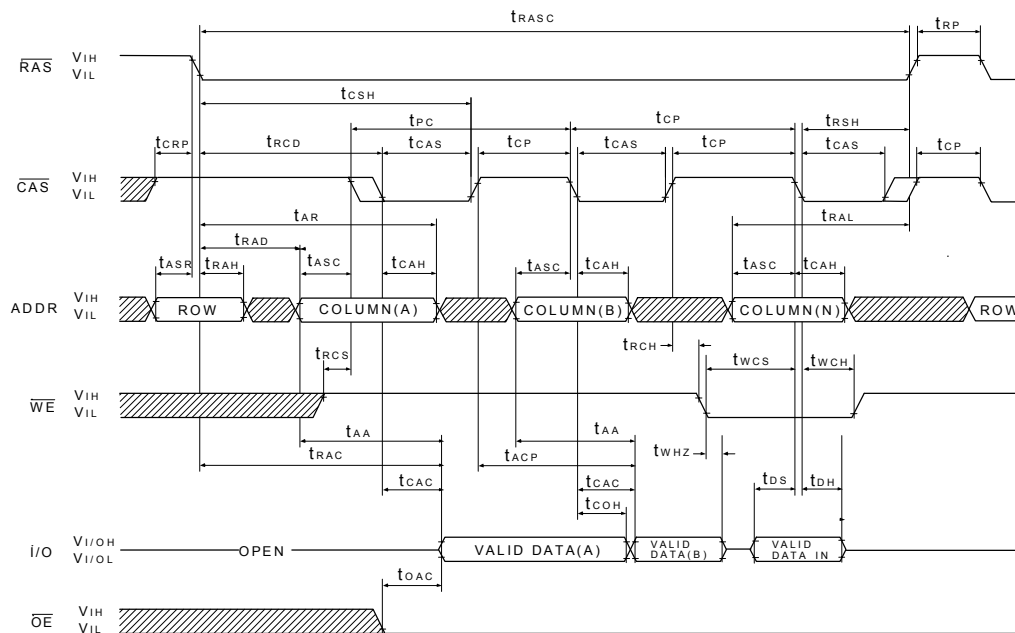 tRASC tRP
RAS VIH
VIL
tCSH
tPC tCP tRSH
tCRP tRCD tCAS tCP tCAS tCP tCAS tCP
CAS VIH
VIL
tAR tRAL
tRAD
tASR tRAH tASC tCAH tASC tCAH tASC tCAH
ADDR VIH
VIL
ROW COLUMN(A) COLUMN(B) COLUMN(N) ROW
tRCS tRCH tWCS tWCH
WE VIH
VIL
tAA tAA
tRAC tACP tWHZ
tCAC tCAC tDS tDH
tCOH
I/O VI/OH
VI/OL
OPEN VALID DATA(A) VALID DATA(B) VALID DATA IN
tOAC
OE VIH
VIL